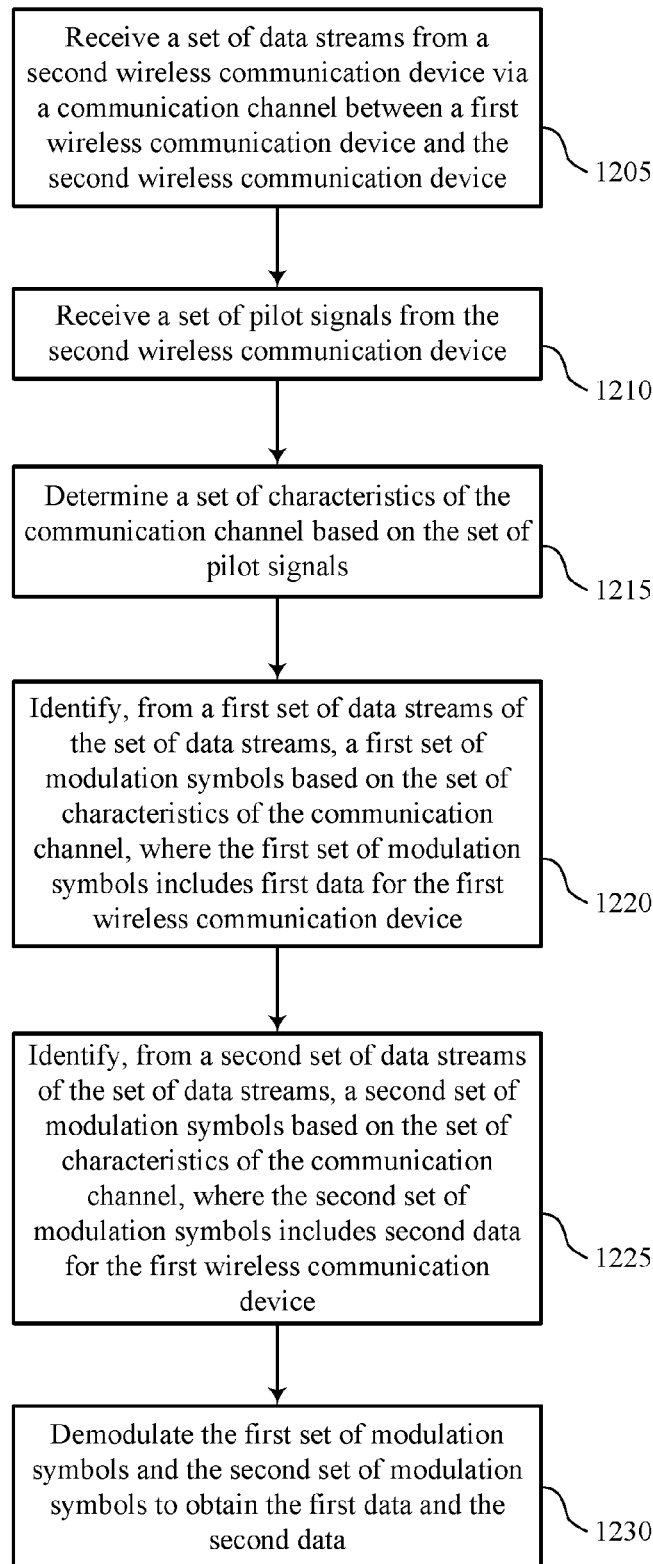 Receive a set of data streams from a
second wireless communication device via
a communication channel between a first
wireless communication device and the
second wireless communication device
1205
Receive a set of pilot signals from the
second wireless communication device
1210
Determine a set of characteristics of the
communication channel based on the set of
pilot signals
1215
Identify, from a first set of data streams of
the set of data streams, a first set of
modulation symbols based on the set of
characteristics of the communication
channel, where the first set of modulation
symbols includes first data for the first
wireless communication device
1220
Identify, from a second set of data streams
of the set of data streams, a second set of
modulation symbols based on the set of
characteristics of the communication
channel, where the second set of
modulation symbols includes second data
for the first wireless communication
device
1225
Demodulate the first set of modulation
symbols and the second set of modulation
symbols to obtain the first data and the
second data
1230